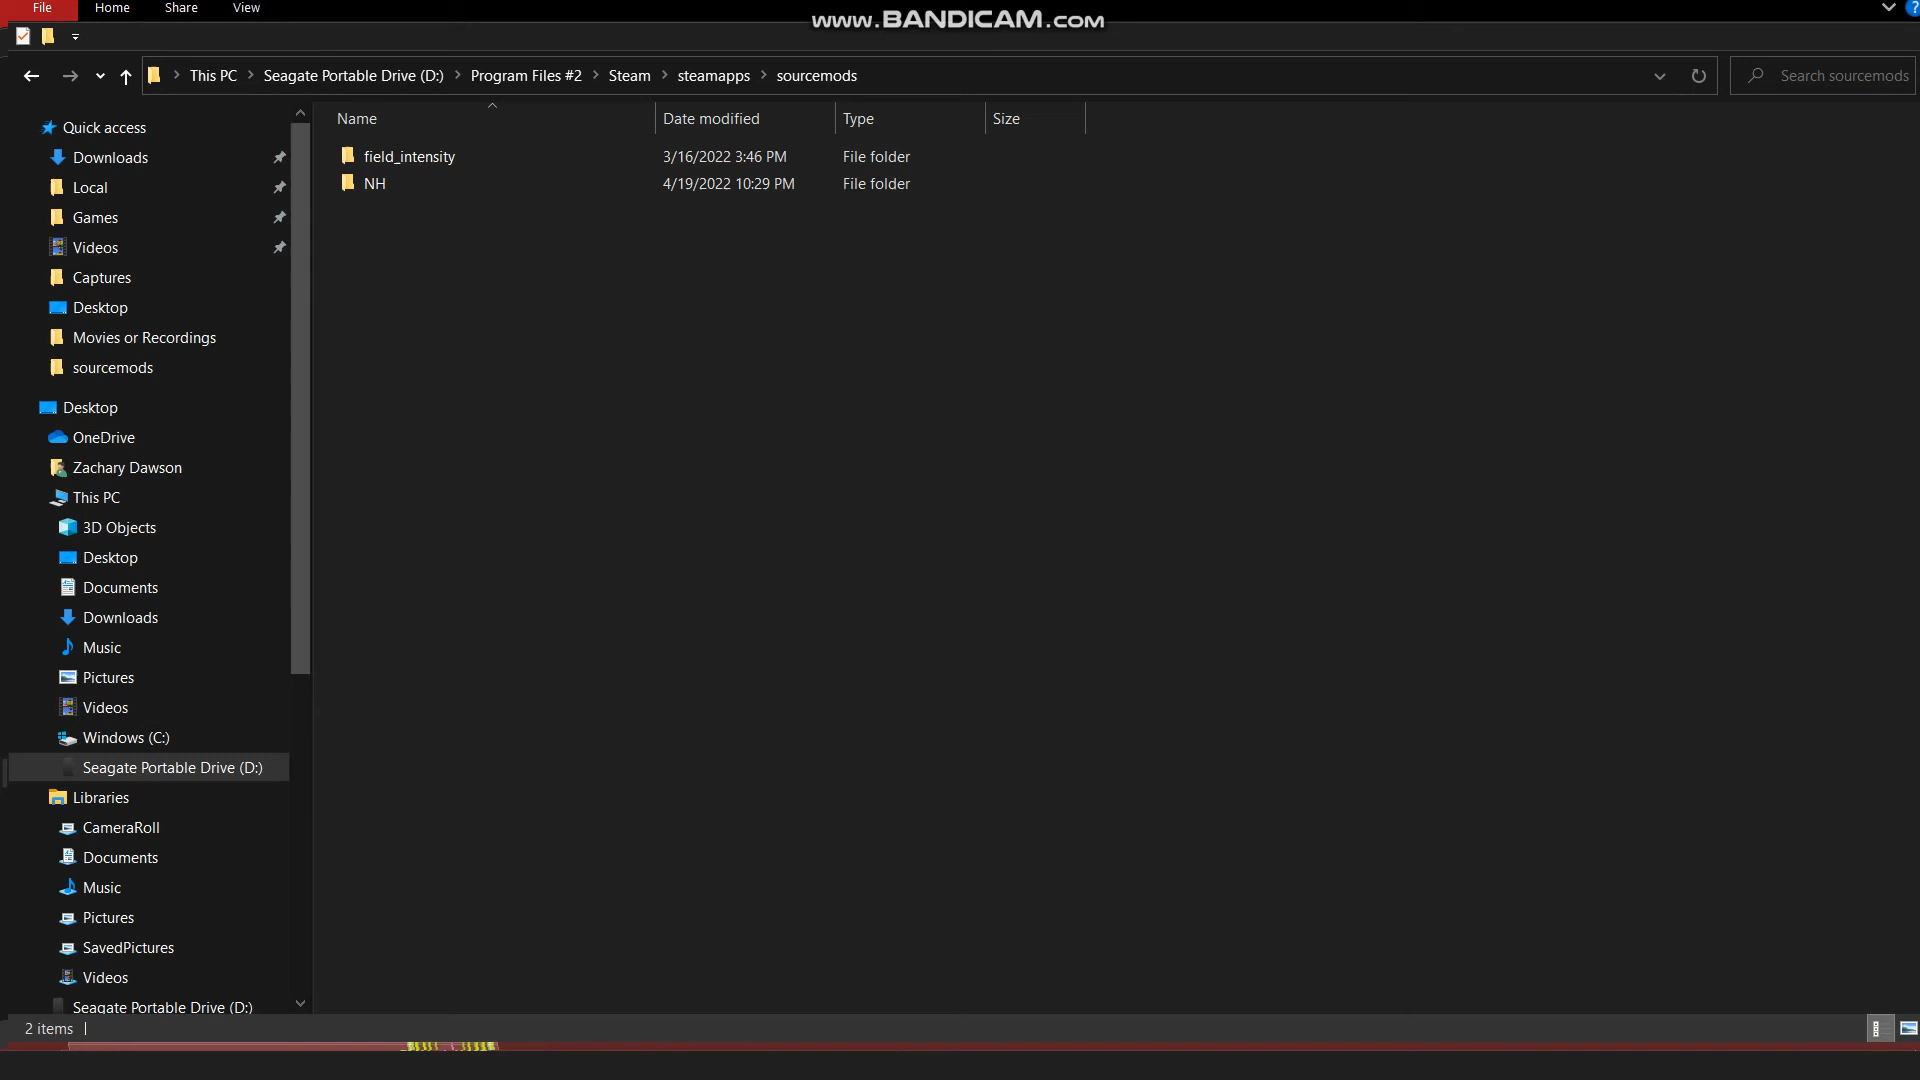 File Home Share View
www.BANDICAM.com
This PC > Seagate Portable Drive (D:) > Program Files #2 > Steam > steamapps > sourcemods
Search sourcemods
Name Date modified Type Size
field_intensity 3/16/2022 3:46 PM File folder
NH 4/19/2022 10:29 PM File folder
Quick access
Downloads
Local
Games
Videos
Captures
Desktop
Movies or Recordings
sourcemods
Desktop
OneDrive
Zachary Dawson
This PC
3D Objects
Desktop
Documents
Downloads
Music
Pictures
Videos
Windows (C:)
Seagate Portable Drive (D:)
Libraries
CameraRoll
Documents
Music
Pictures
SavedPictures
Videos
Seagate Portable Drive (D:)
2 items